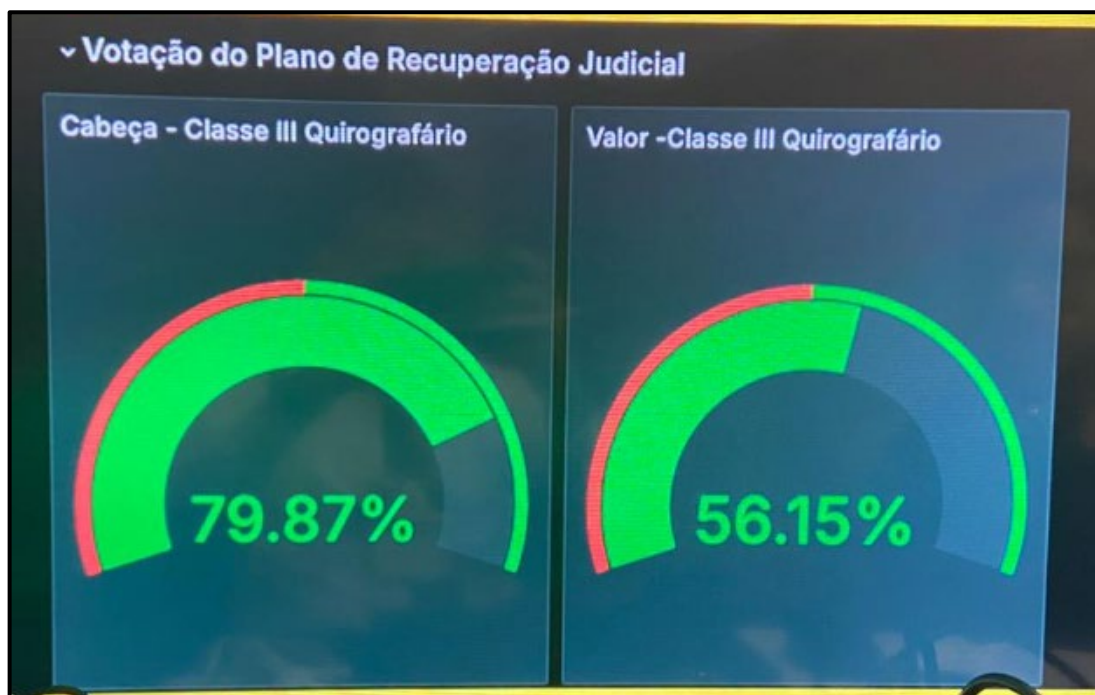 Votação do Plano de Recuperação Judicial
Cabeça - Classe III Quirografário
Valor -Classe III Quirografário
79.87%
56.15%